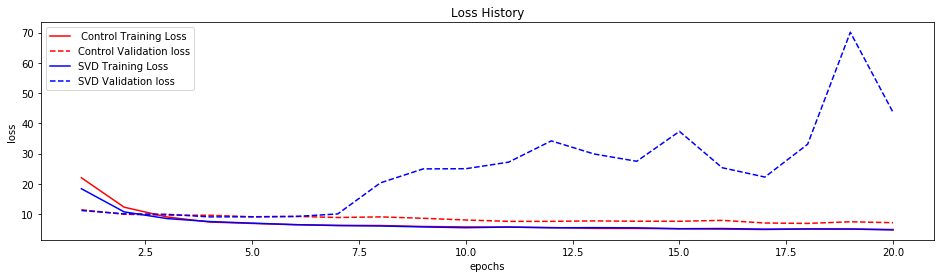 Loss History
Control Training Loss
Control Validation loss
SVD Training Loss
SVD Validation loss
loss
70
60
50
40
30
20
10
2.5 5.0 7.5 10.0 12.5 15.0 17.5 20.0
epochs